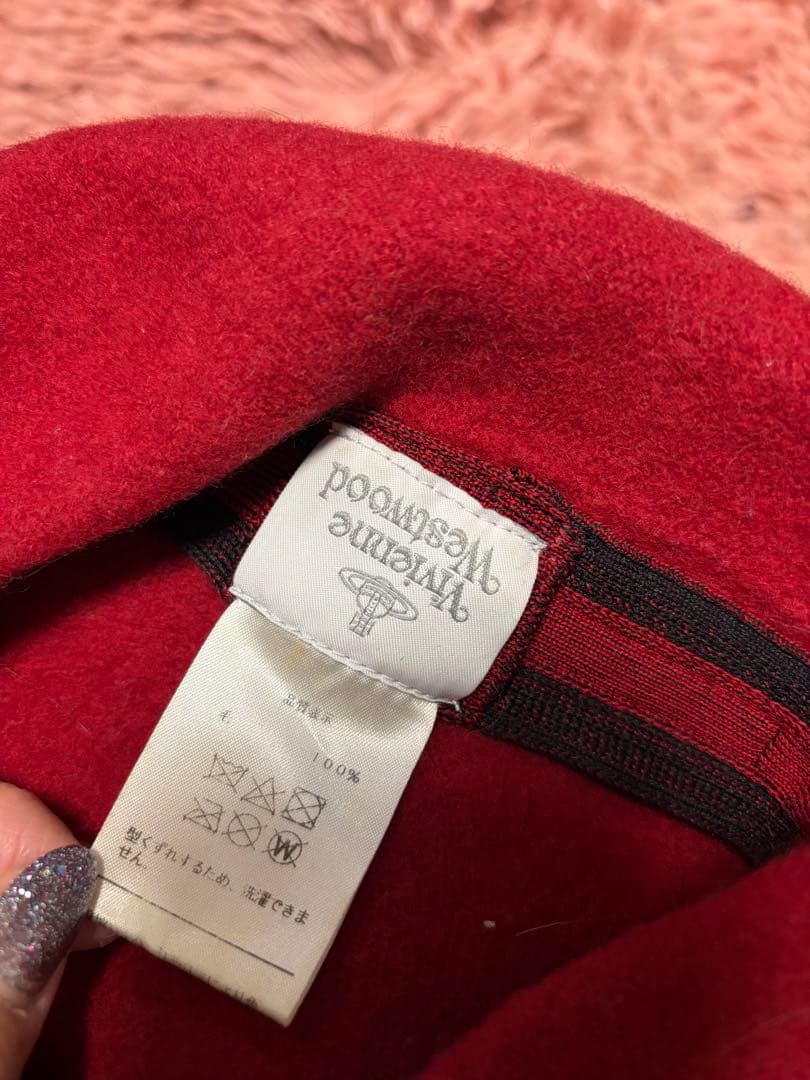 Vivienne
Westwood
品質表示
毛 100%
W
型くずれするため、洗濯できま
せん。